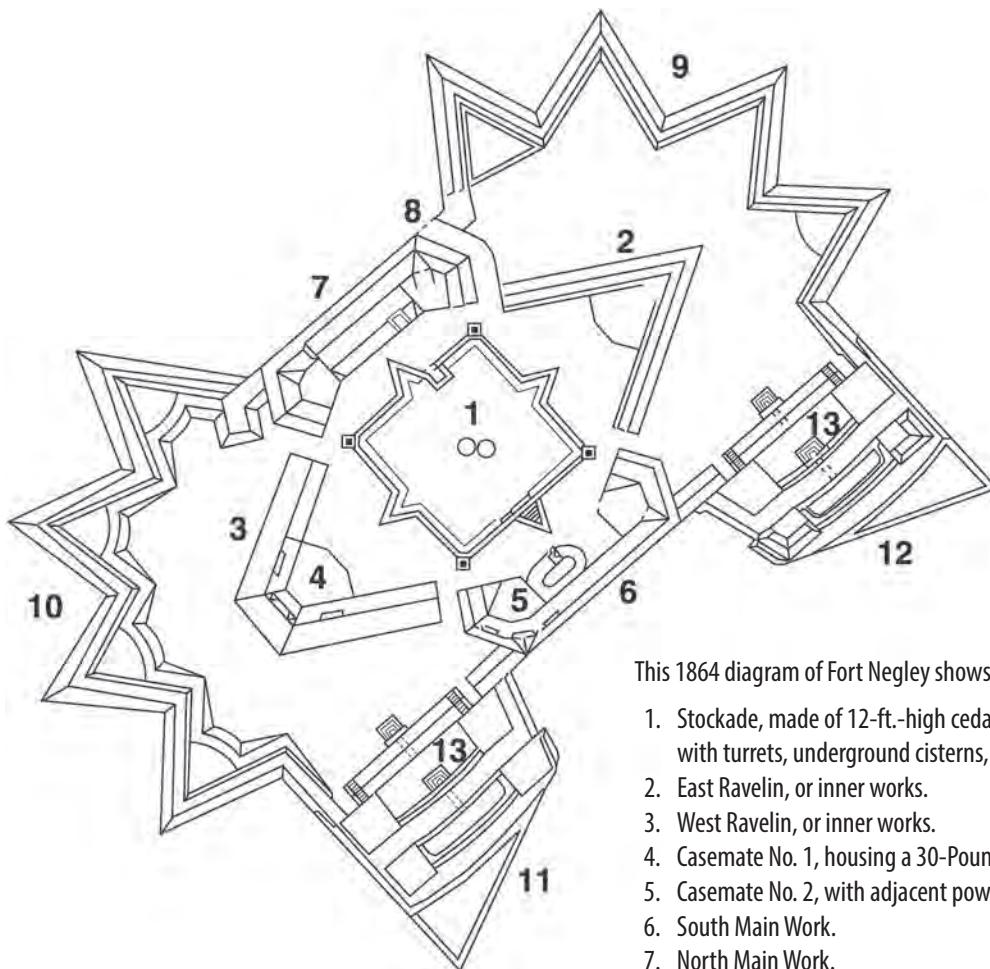 9
8
2
7
1
13
3
4
12
5
6
10
13
11
This 1864 diagram of Fort Negley shows
1. Stockade, made of 12-ft.-high ceda
with turrets, underground cisterns,
2. East Ravelin, or inner works.
3. West Ravelin, or inner works.
4. Casemate No. 1, housing a 30-Poun
5. Casemate No. 2, with adjacent pow
6. South Main Work.
7. North Main Work.